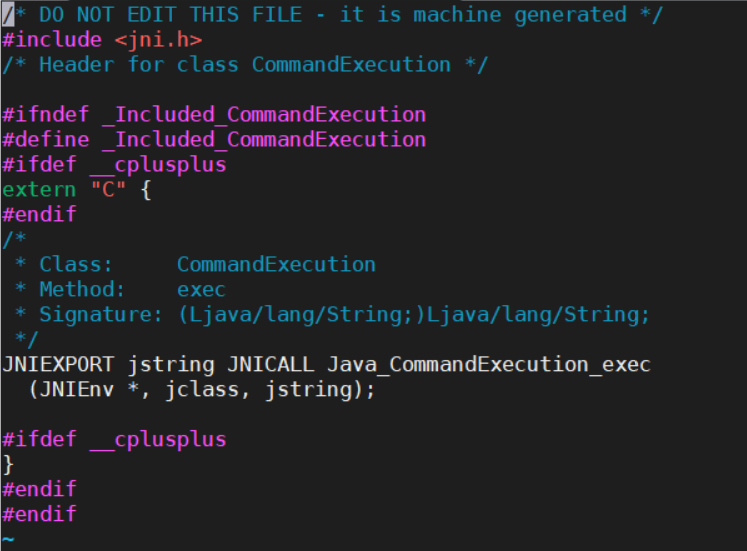 /* DO NOT EDIT THIS FILE - it is machine generated */
#include <jni.h>
/* Header for class CommandExecution */
#ifndef _Included_CommandExecution
#define _Included_CommandExecution
#ifdef __cplusplus
extern "C" {
#endif
/*
 * Class:     CommandExecution
 * Method:    exec
 * Signature: (Ljava/lang/String;)Ljava/lang/String;
 */
JNIEXPORT jstring JNICALL Java_CommandExecution_exec
  (JNIEnv *, jclass, jstring);
#ifdef __cplusplus
}
#endif
#endif
~